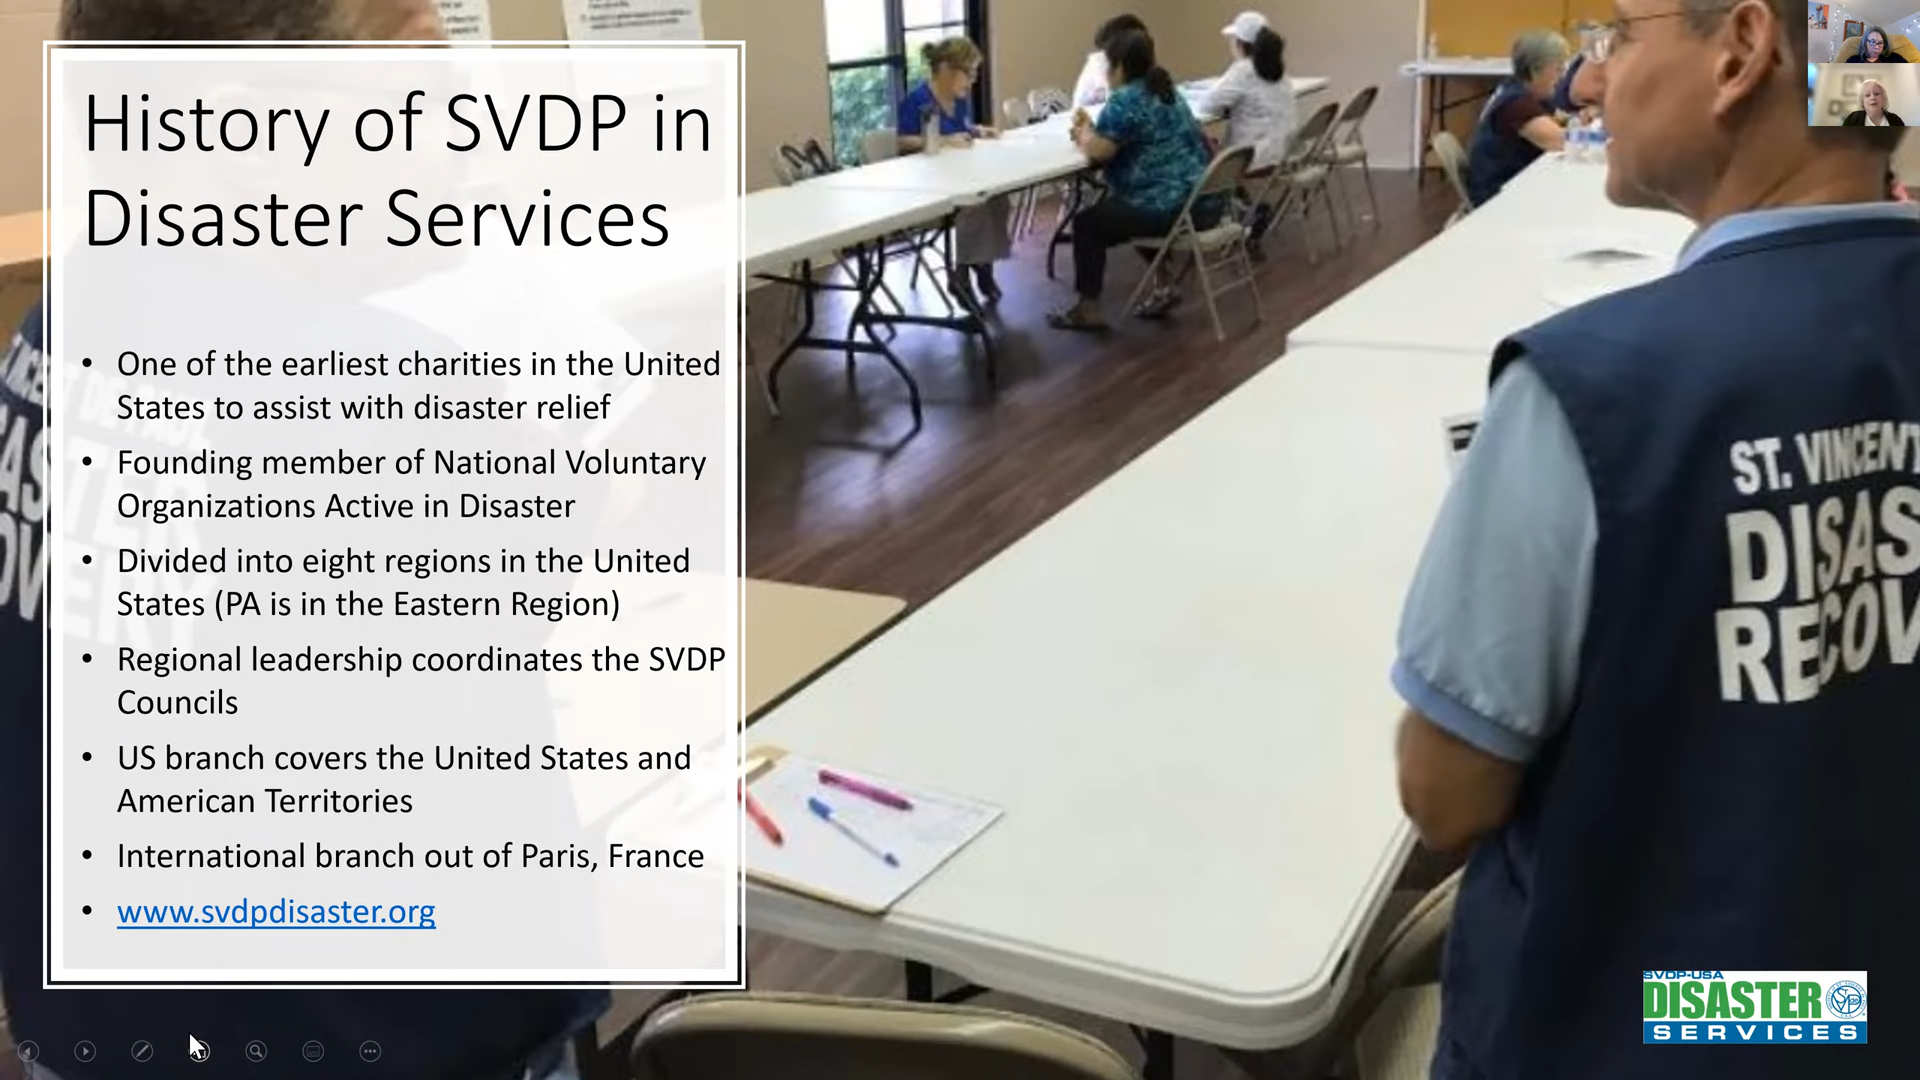 History of SVDP in
Disaster Services
• One of the earliest charities in the United
States to assist with disaster relief
• Founding member of National Voluntary
Organizations Active in Disaster
• Divided into eight regions in the United
States (PA is in the Eastern Region)
• Regional leadership coordinates the SVDP
Councils
• US branch covers the United States and
American Territories
• International branch out of Paris, France
• www.svdpdisaster.org
ST. VINCENT
DISAS
RECOV
SVDP-USA
DISASTER
SERVICES